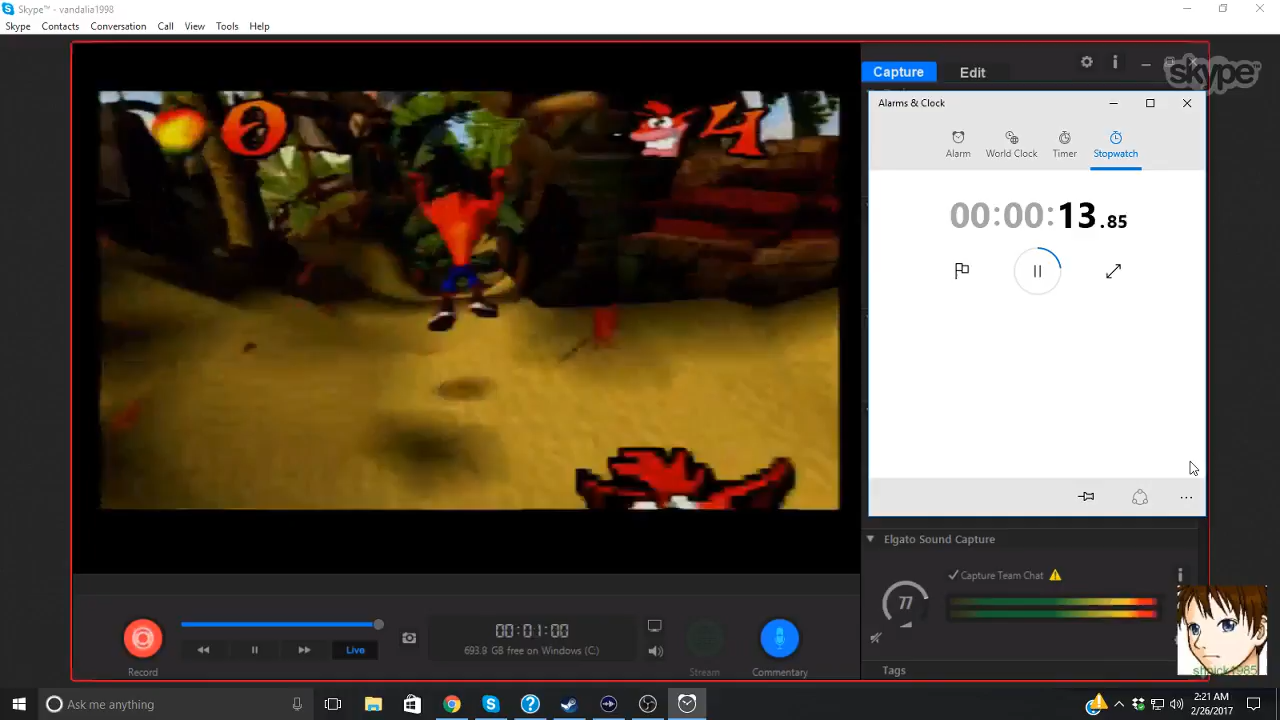 Skype™ - vandalia1998
Skype Contacts Conversation Call View Tools Help
Capture Edit
skype™
0 4
Alarms & Clock
Alarm World Clock Timer Stopwatch
00:00:13.85
Elgato Sound Capture
Capture Team Chat
77
00:01:00
693.9 GB free on Windows (C:)
Live
Record Stream Commentary
Tags
stnick1985
Ask me anything
2:21 AM
2/26/2017